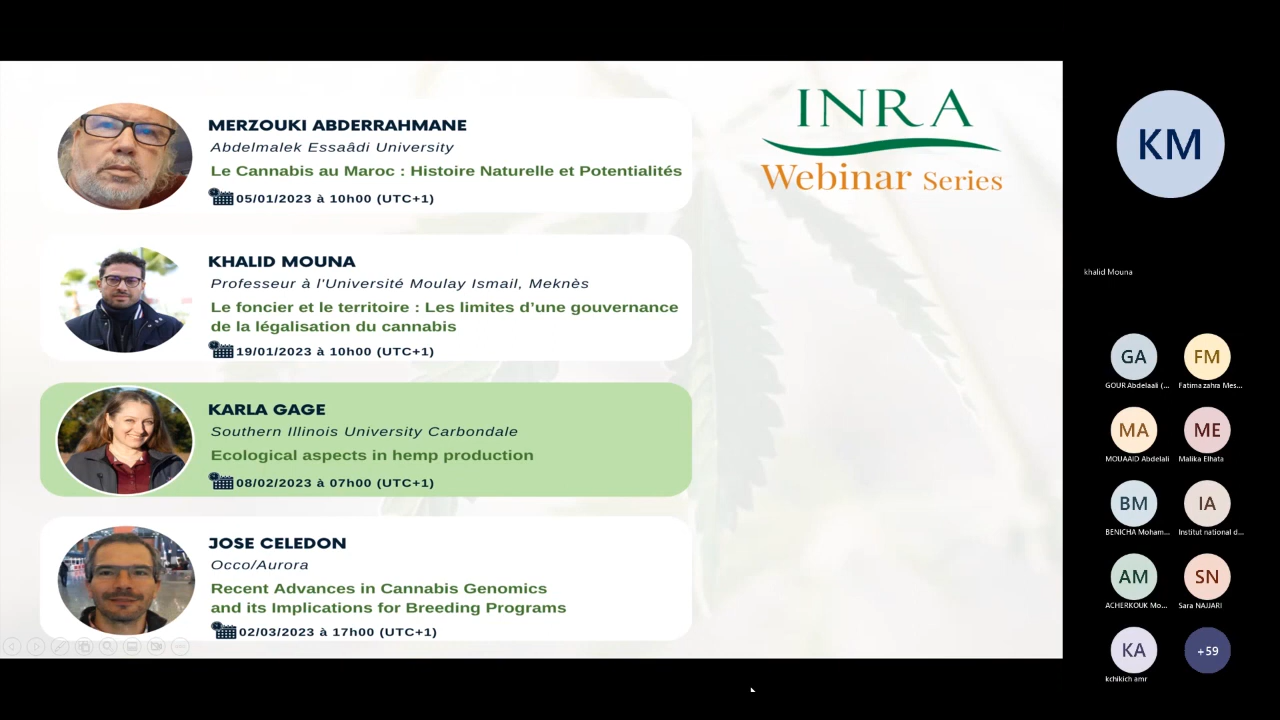 MERZOUKI ABDERRAHMANE
Abdelmalek Essaâdi University
Le Cannabis au Maroc : Histoire Naturelle et Potentialités
05/01/2023 à 10h00 (UTC+1)
KHALID MOUNA
Professeur à l'Université Moulay Ismail, Meknès
Le foncier et le territoire : Les limites d’une gouvernance
de la légalisation du cannabis
19/01/2023 à 10h00 (UTC+1)
KARLA GAGE
Southern Illinois University Carbondale
Ecological aspects in hemp production
08/02/2023 à 07h00 (UTC+1)
JOSE CELEDON
Occo/Aurora
Recent Advances in Cannabis Genomics
and its Implications for Breeding Programs
02/03/2023 à 17h00 (UTC+1)
INRA
Webinar Series
KM
khalid Mouna
GA FM
GOUR Abdelaali (... Fatima zahra Mes...
MA ME
MOUAAID Abdelali Malika Elhata
BM IA
BENICHA Moham... Institut national d...
AM SN
ACHERKOUK Mo... Sara NAJJARI
KA +59
kchikich amr